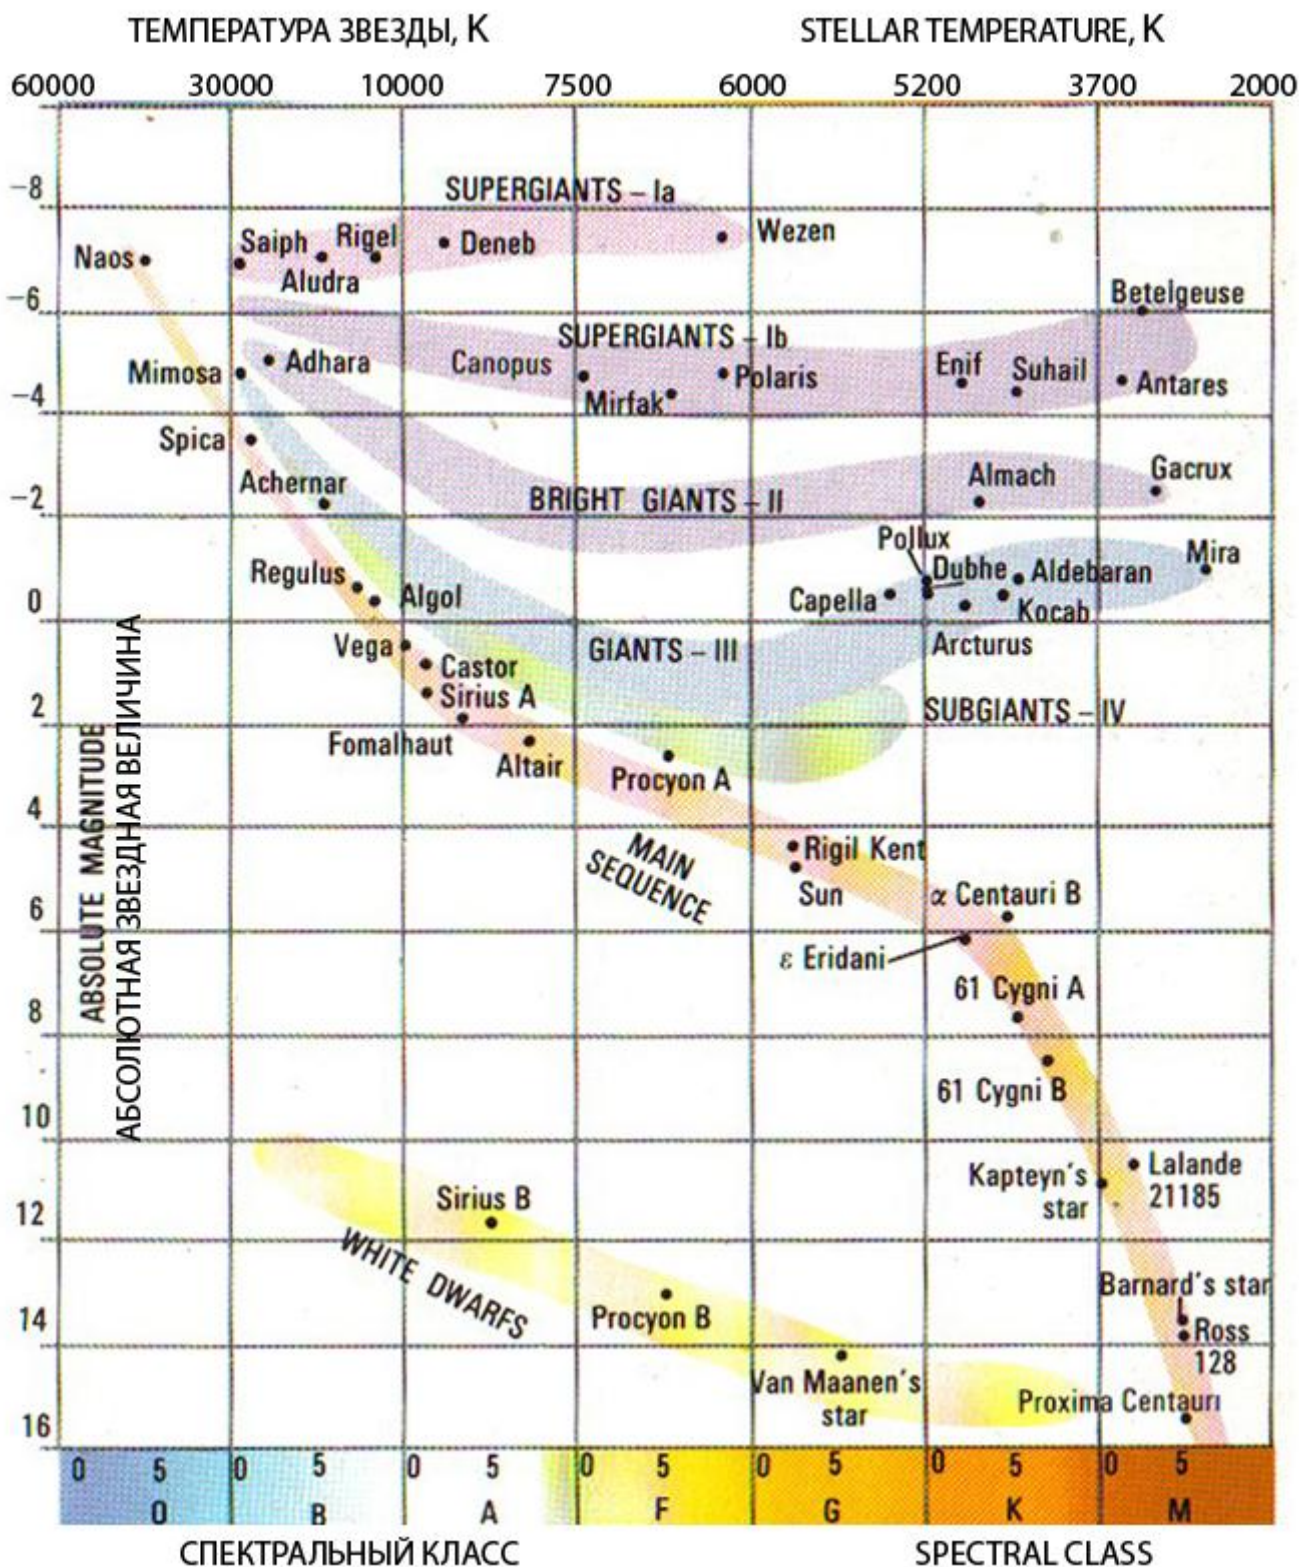 ТЕМПЕРАТУРА ЗВЕЗДЫ, К STELLAR TEMPERATURE, К
60000 30000 10000 7500 6000 5200 3700 2000
-8
SUPERGIANTS - Ia
Naos
Saiph
Rigel
Aludra
Deneb
Wezen
-6
Betelgeuse
SUPERGIANTS - Ib
Mimosa
Adhara
Canopus
Mirfak
Polaris
Enif
Suhail
Antares
-4
Spica
Achernar
Almach
Gacrux
-2
BRIGHT GIANTS - II
Pollux
Dubhe
Aldebaran
Mira
Regulus
Algol
Capella
Kocab
0
Vega
GIANTS - III
Arcturus
Castor
Sirius A
2
SUBGIANTS - IV
Fomalhaut
Altair
Procyon A
4
MAIN
SEQUENCE
Rigil Kent
Sun
α Centauri B
6
ε Eridani
61 Cygni A
8
61 Cygni B
10
ABSOLUTE MAGNITUDE
АБСОЛЮТНАЯ ЗВЕЗДНАЯ ВЕЛИЧИНА
Kapteyn's
star
Lalande
21185
Sirius B
12
WHITE DWARFS
Barnard's star
Procyon B
14
Ross
128
Van Maanen's
star
Proxima Centauri
16
0 5 0 5 0 5 0 5 0 5 0 5 0 5
O B A F G K M
СПЕКТРАЛЬНЫЙ КЛАСС SPECTRAL CLASS